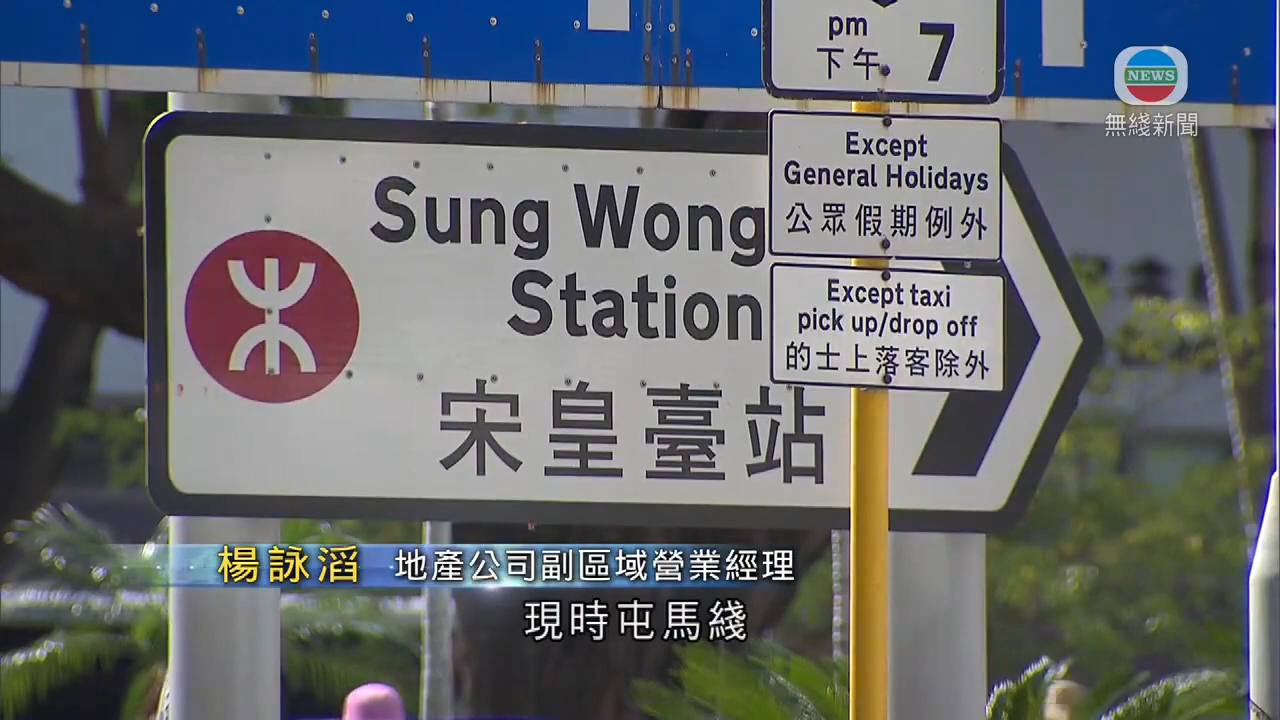 pm 7
下午
NEWS
無綫新聞
Except
General Holidays
公眾假期例外
Except taxi
pick up/drop off
的士上落客除外
Sung Wong
Station
宋皇臺站
楊詠滔 地產公司副區域營業經理
現時屯馬綫